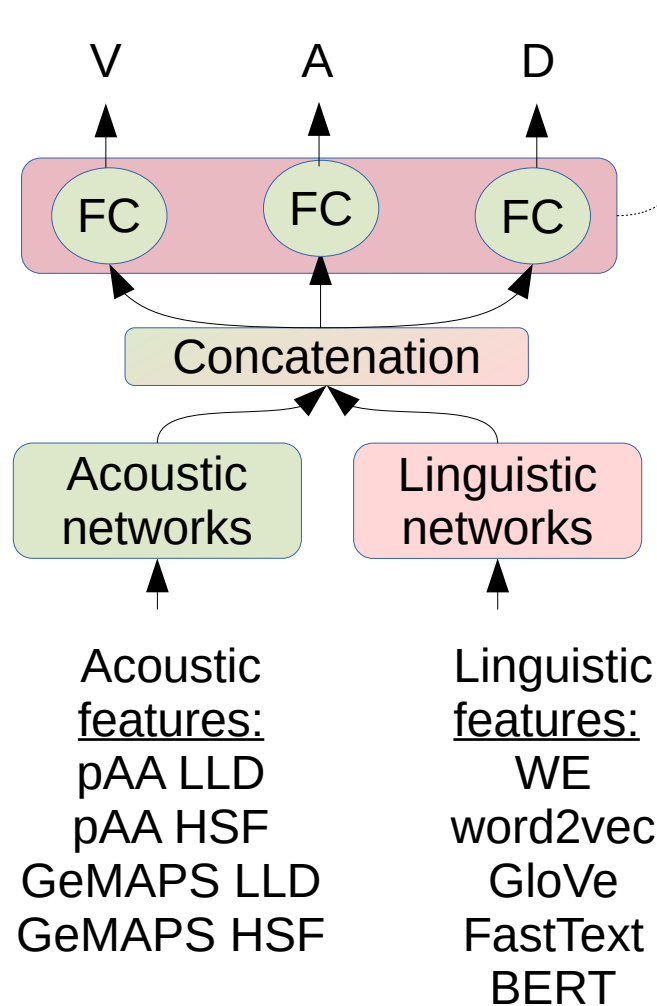 V A D
FC FC FC
Concatenation
Acoustic
networks
Linguistic
networks
Acoustic
features:
pAA LLD
pAA HSF
GeMAPS LLD
GeMAPS HSF
Linguistic
features:
WE
word2vec
GloVe
FastText
BERT